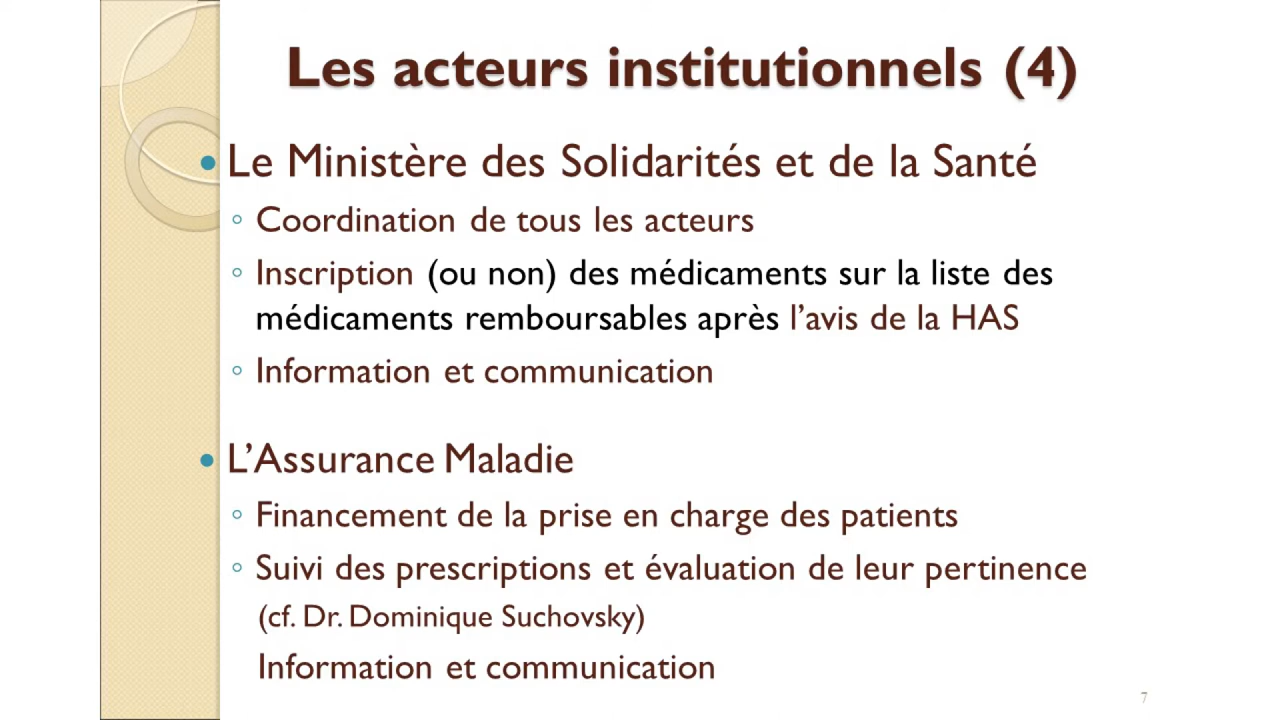 Les acteurs institutionnels (4)
• Le Ministère des Solidarités et de la Santé
◦ Coordination de tous les acteurs
◦ Inscription (ou non) des médicaments sur la liste des
médicaments remboursables après l’avis de la HAS
◦ Information et communication
• L’Assurance Maladie
◦ Financement de la prise en charge des patients
◦ Suivi des prescriptions et évaluation de leur pertinence
(cf. Dr. Dominique Suchovsky)
Information et communication
7